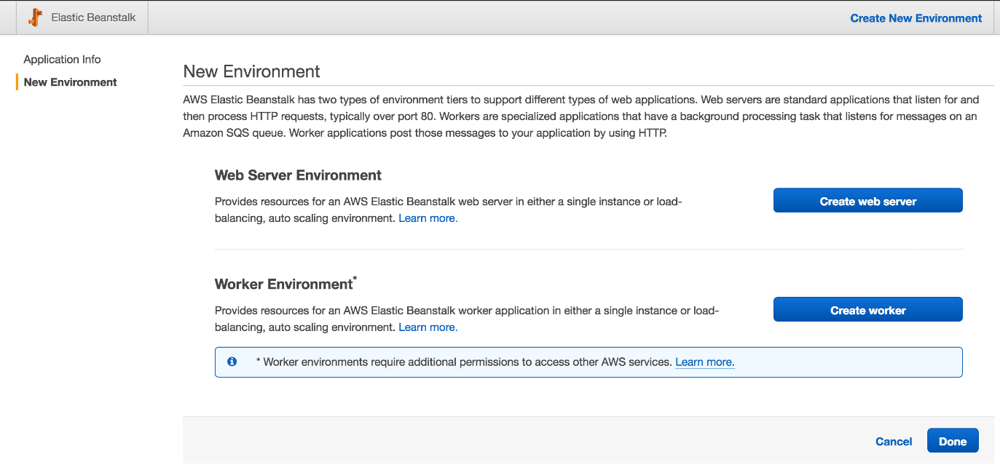 Elastic Beanstalk
Create New Environment
Application Info
New Environment
New Environment
AWS Elastic Beanstalk has two types of environment tiers to support different types of web applications. Web servers are standard applications that listen for and
then process HTTP requests, typically over port 80. Workers are specialized applications that have a background processing task that listens for messages on an
Amazon SQS queue. Worker applications post those messages to your application by using HTTP.
Web Server Environment
Provides resources for an AWS Elastic Beanstalk web server in either a single instance or load-
balancing, auto scaling environment. Learn more.
Create web server
Worker Environment*
Provides resources for an AWS Elastic Beanstalk worker application in either a single instance or load-
balancing, auto scaling environment. Learn more.
Create worker
* Worker environments require additional permissions to access other AWS services. Learn more.
Cancel
Done